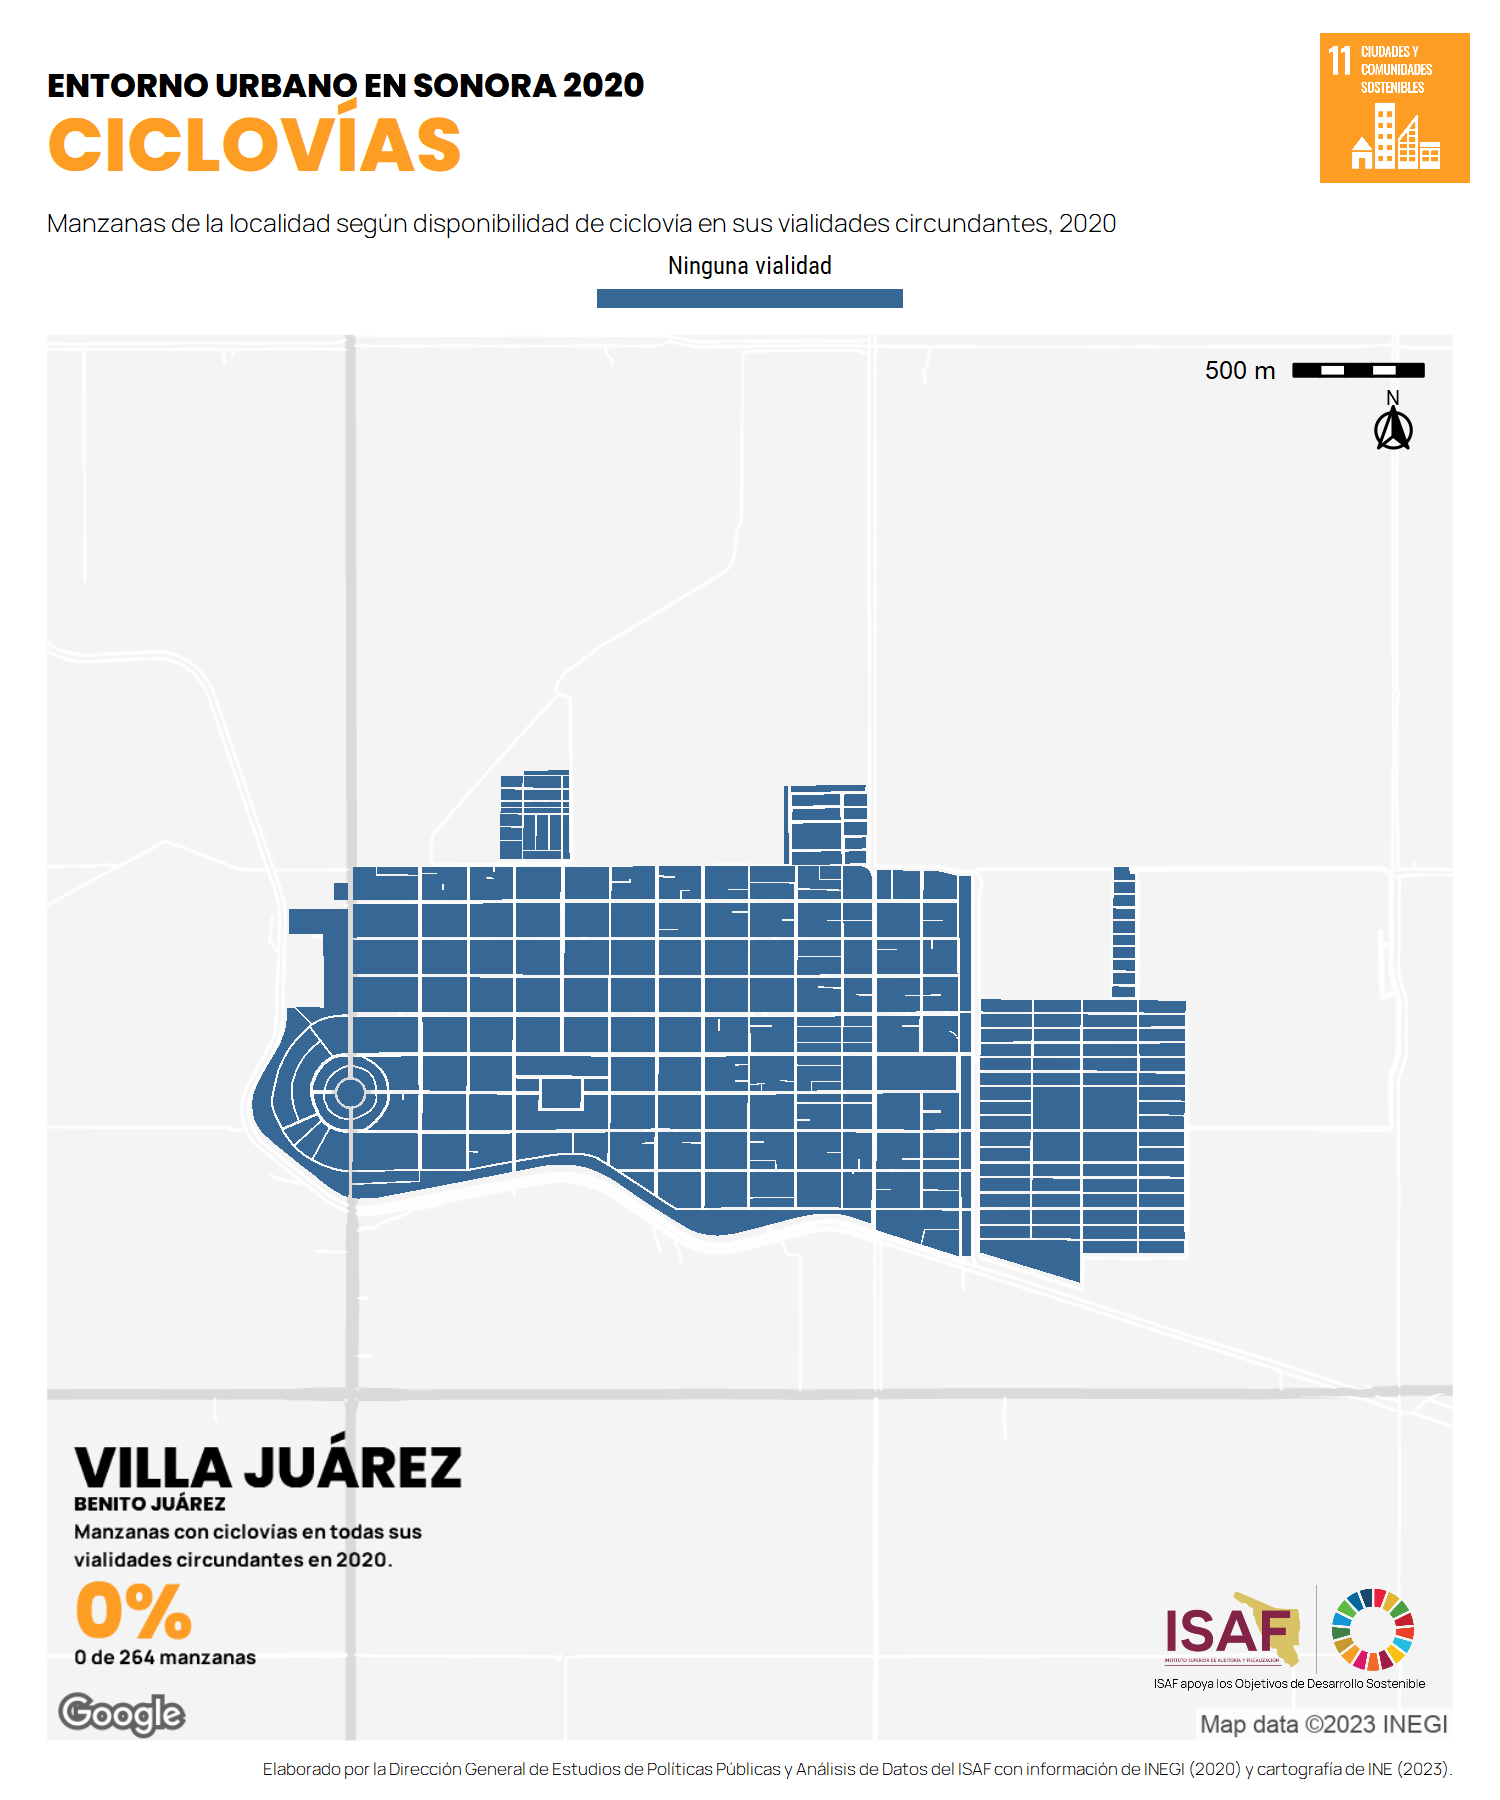 ENTORNO URBANO EN SONORA 2020
CICLOVÍAS
11 CIUDADES Y
COMUNIDADES
SOSTENIBLES
Manzanas de la localidad según disponibilidad de ciclovía en sus vialidades circundantes, 2020
Ninguna vialidad
500 m
N
VILLA JUÁREZ
BENITO JUÁREZ
Manzanas con ciclovias en todas sus
vialidades circundantes en 2020.
0%
0 de 264 manzanas
ISAF
INSTITUTO SUPERIOR DE AUDITORÍA Y FISCALIZACIÓN
ISAF apoya los Objetivos de Desarrollo Sostenible
Google
Map data ©2023 INEGI
Elaborado por la Dirección General de Estudios de Políticas Públicas y Análisis de Datos del ISAF con información de INEGI (2020) y cartografía de INE (2023).